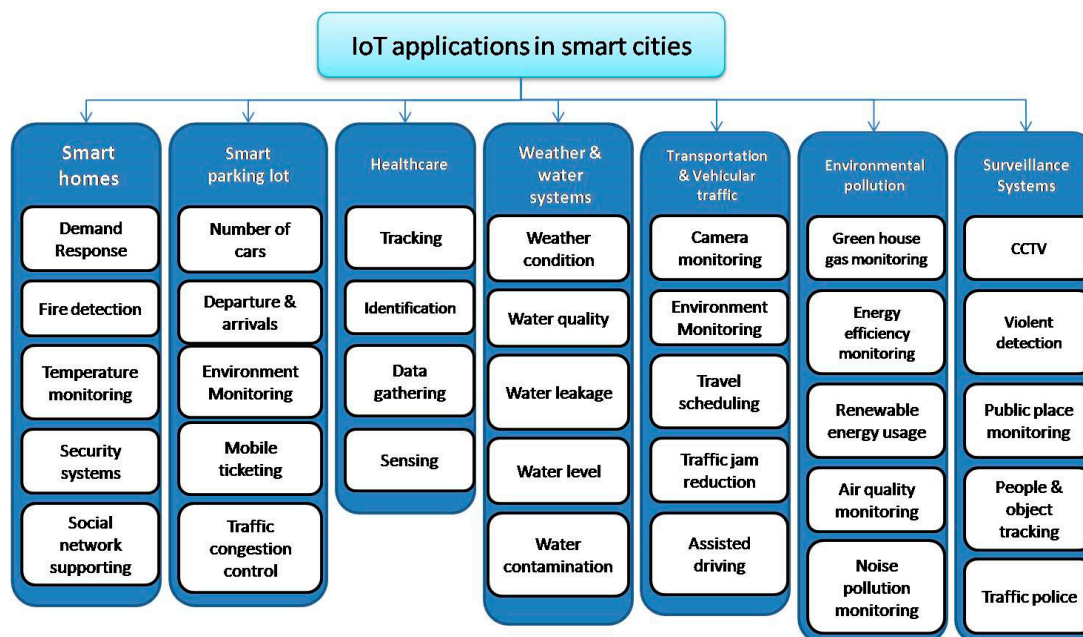 IoT applications in smart cities
Smart
homes
Demand
Response
Fire detection
Temperature
monitoring
Security
systems
Social
network
supporting
Smart
parking lot
Number of
cars
Departure &
arrivals
Environment
Monitoring
Mobile
ticketing
Traffic
congestion
control
Healthcare
Tracking
Identification
Data
gathering
Sensing
Weather &
water
systems
Weather
condition
Water quality
Water leakage
Water level
Water
contamination
Transportation
& Vehicular
traffic
Camera
monitoring
Environment
Monitoring
Travel
scheduling
Traffic jam
reduction
Assisted
driving
Environmental
pollution
Green house
gas monitoring
Energy
efficiency
monitoring
Renewable
energy usage
Air quality
monitoring
Noise
pollution
monitoring
Surveillance
Systems
CCTV
Violent
detection
Public place
monitoring
People &
object
tracking
Traffic police